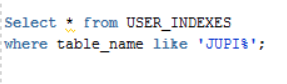 Select * from USER_INDEXES
where table_name like 'JUPI%';